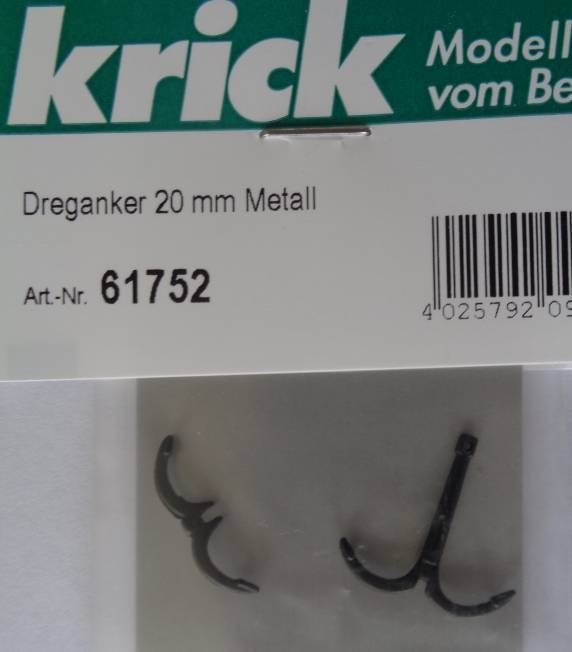 krick
Modell
vom Be
Dreganker 20 mm Metall
Art.-Nr. 61752
4 025792 09